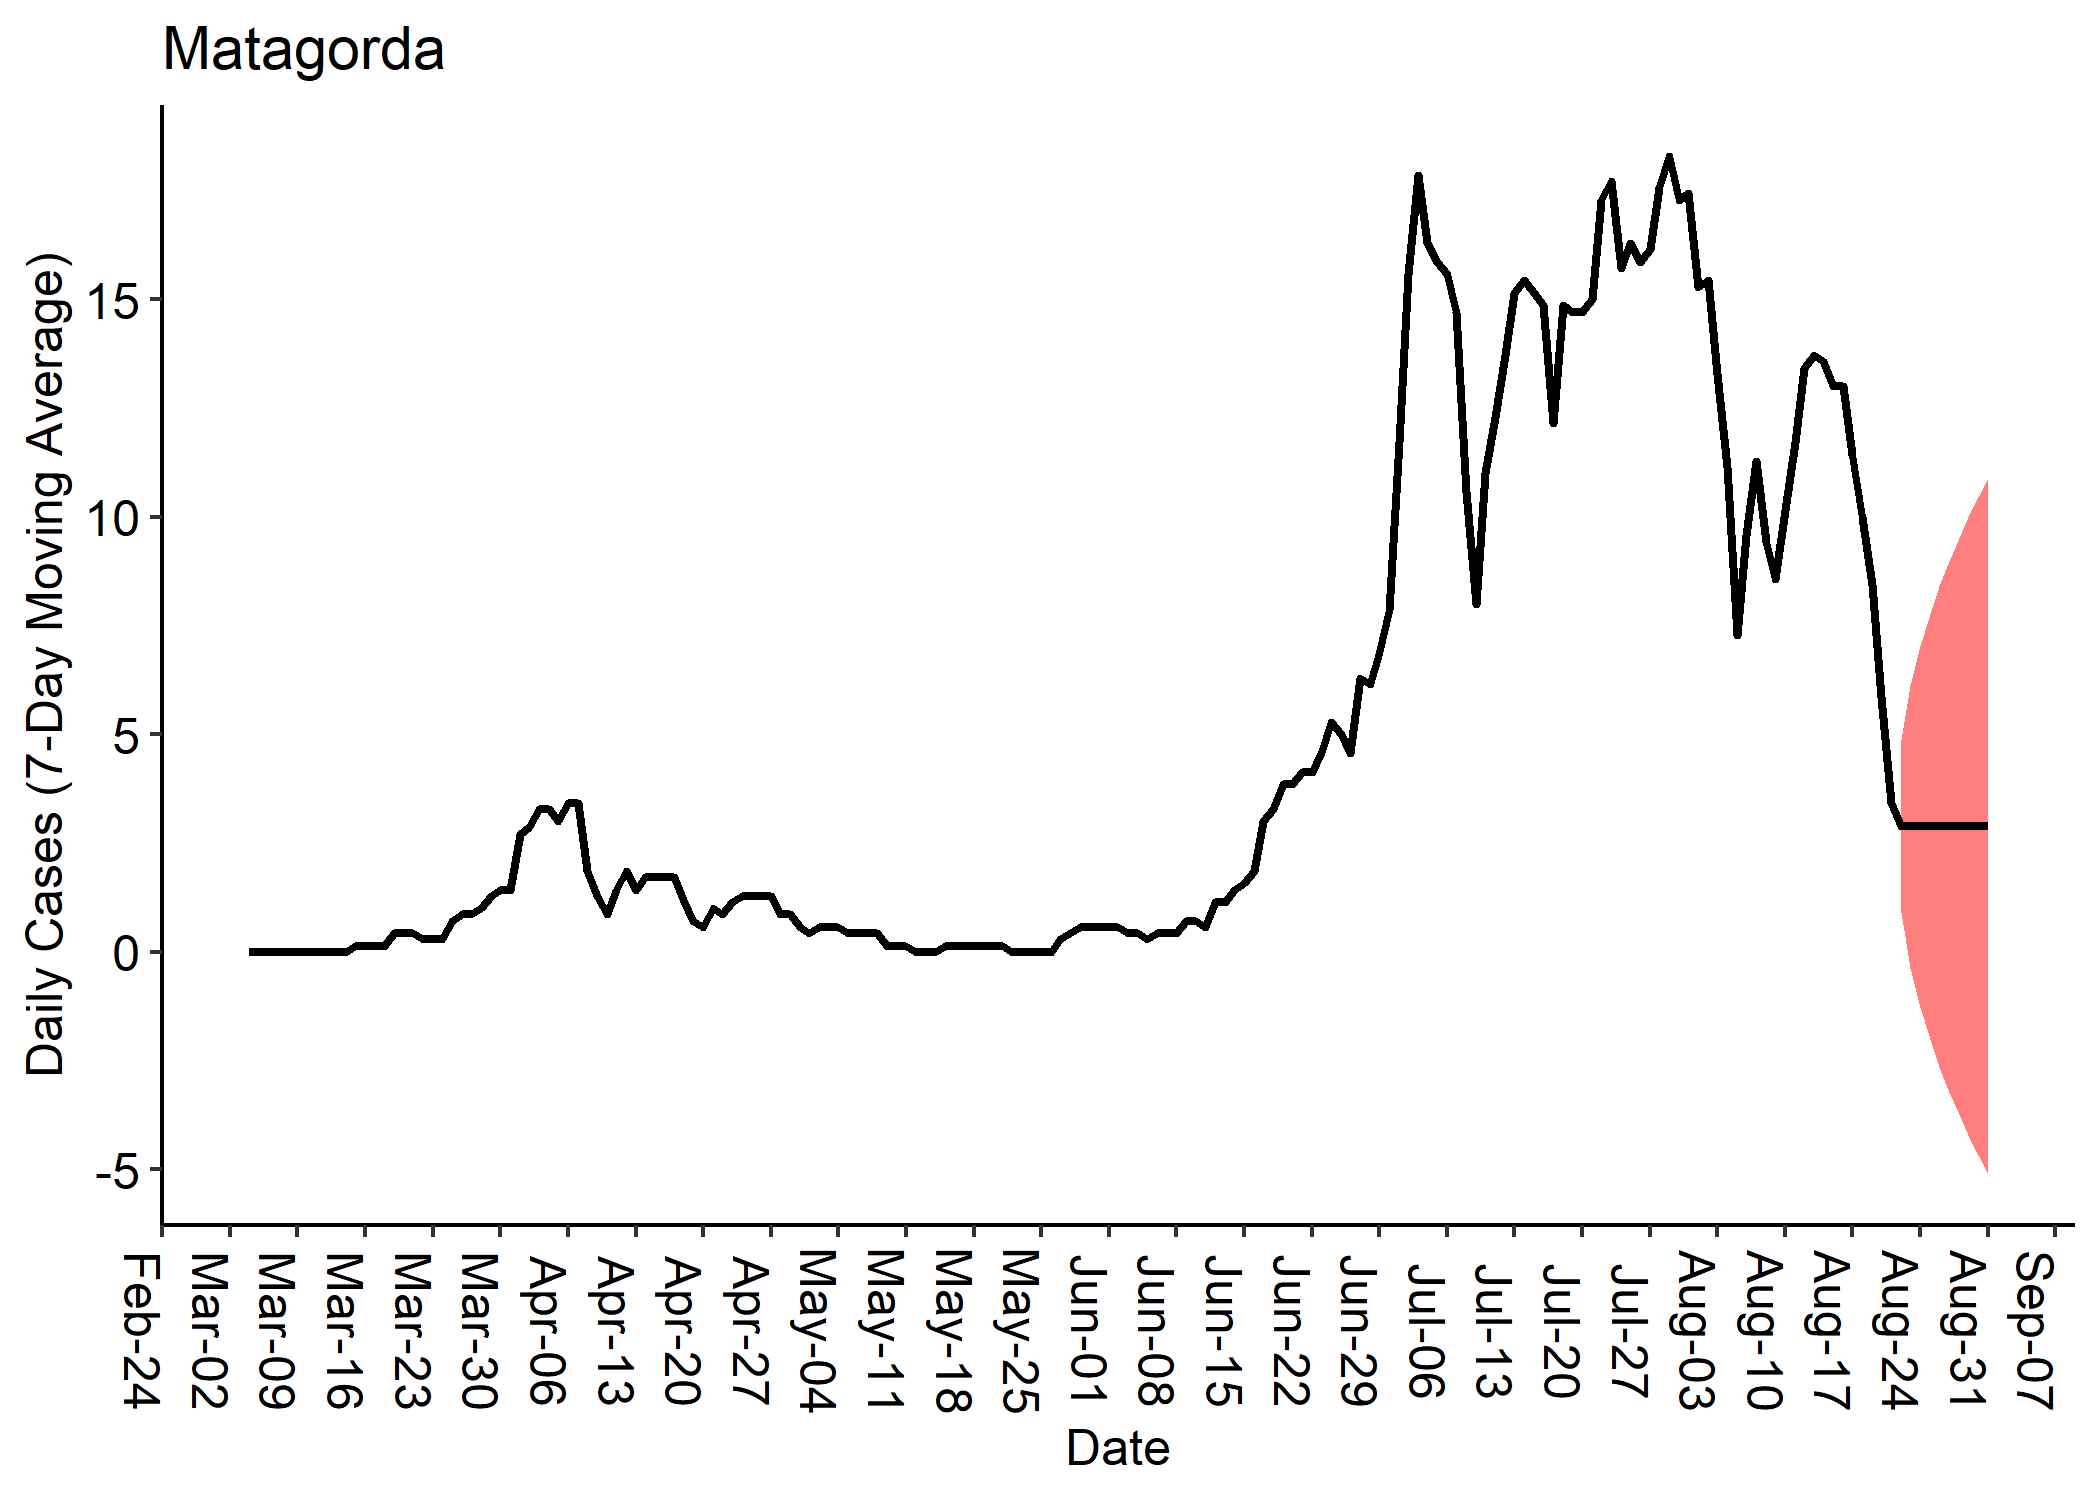 Matagorda
Daily Cases (7-Day Moving Average)
15
10
5
0
-5
Feb-24
Mar-02
Mar-09
Mar-16
Mar-23
Mar-30
Apr-06
Apr-13
Apr-20
Apr-27
May-04
May-11
May-18
May-25
Jun-01
Jun-08
Jun-15
Jun-22
Jun-29
Jul-06
Jul-13
Jul-20
Jul-27
Aug-03
Aug-10
Aug-17
Aug-24
Aug-31
Sep-07
Date